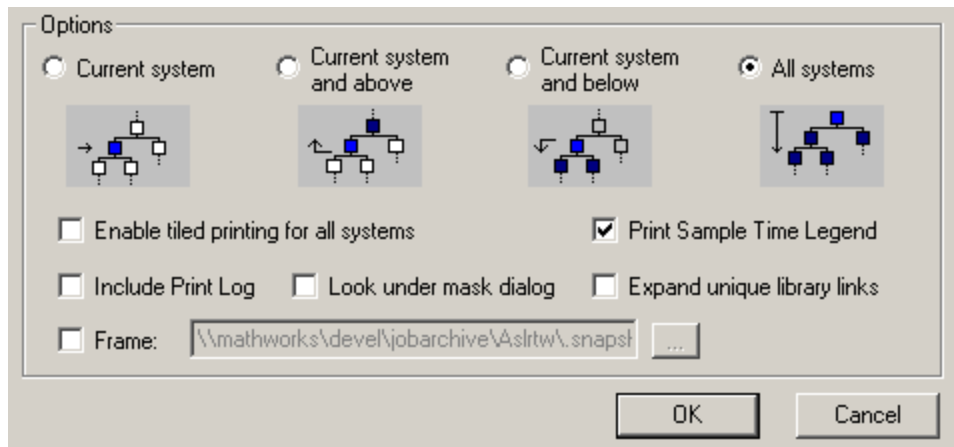 Options
Current system
Current system
and above
Current system
and below
All systems
Enable tiled printing for all systems
Print Sample Time Legend
Include Print Log
Look under mask dialog
Expand unique library links
Frame:
\\mathworks\devel\jobarchive\Aslrtw\.snapsh
...
OK
Cancel